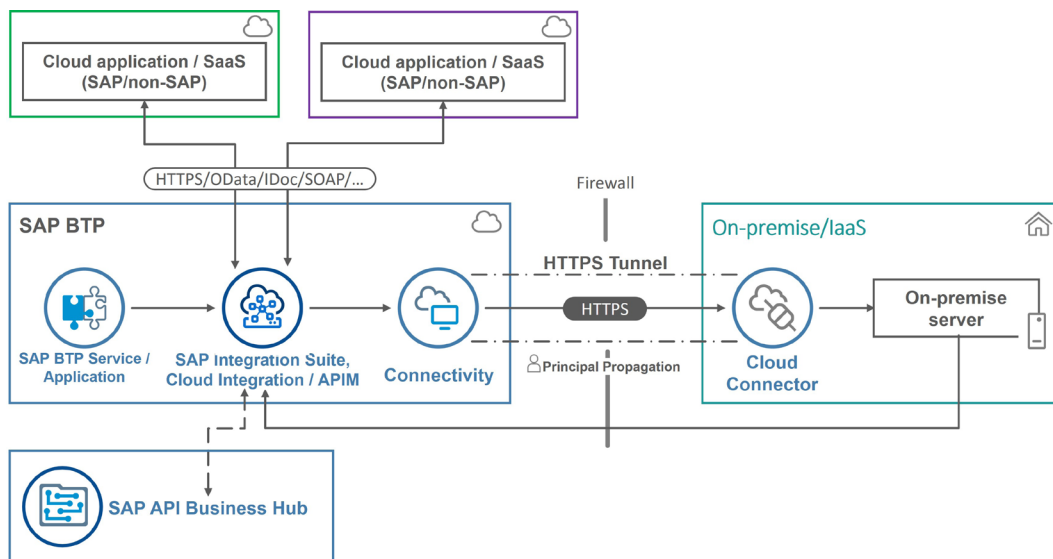 Cloud application / SaaS
(SAP/non-SAP)
Cloud application / SaaS
(SAP/non-SAP)
HTTPS/OData/IDoc/SOAP/...
Firewall
SAP BTP
On-premise/IaaS
HTTPS Tunnel
HTTPS
On-premise
server
SAP BTP Service /
Application
SAP Integration Suite,
Cloud Integration / APIM
Connectivity
Principal Propagation
Cloud
Connector
SAP API Business Hub